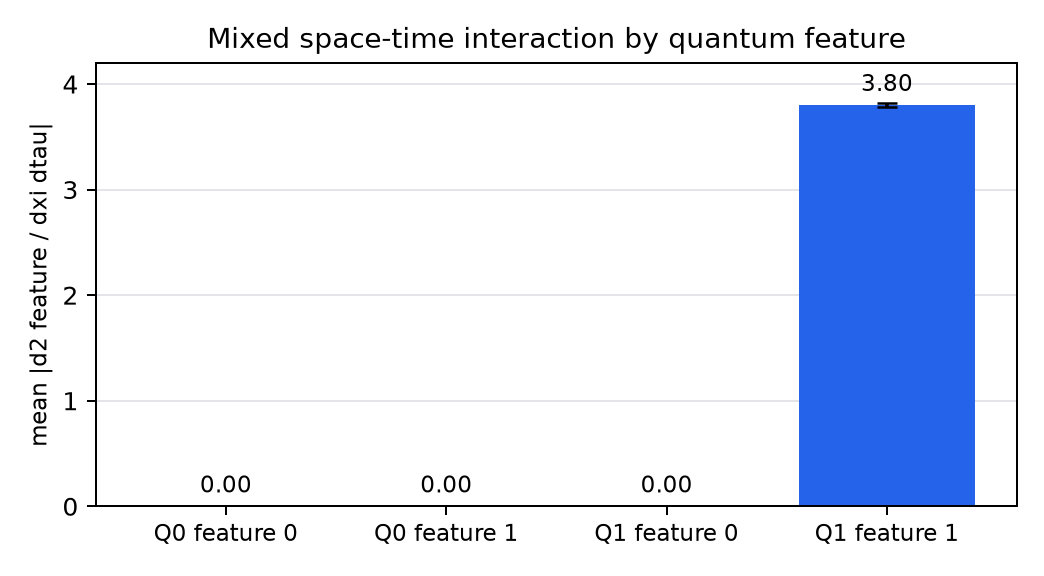 Mixed space-time interaction by quantum feature
mean |d2 feature / dxi dtau|
4
3
2
1
0
0.00
0.00
0.00
3.80
Q0 feature 0
Q0 feature 1
Q1 feature 0
Q1 feature 1